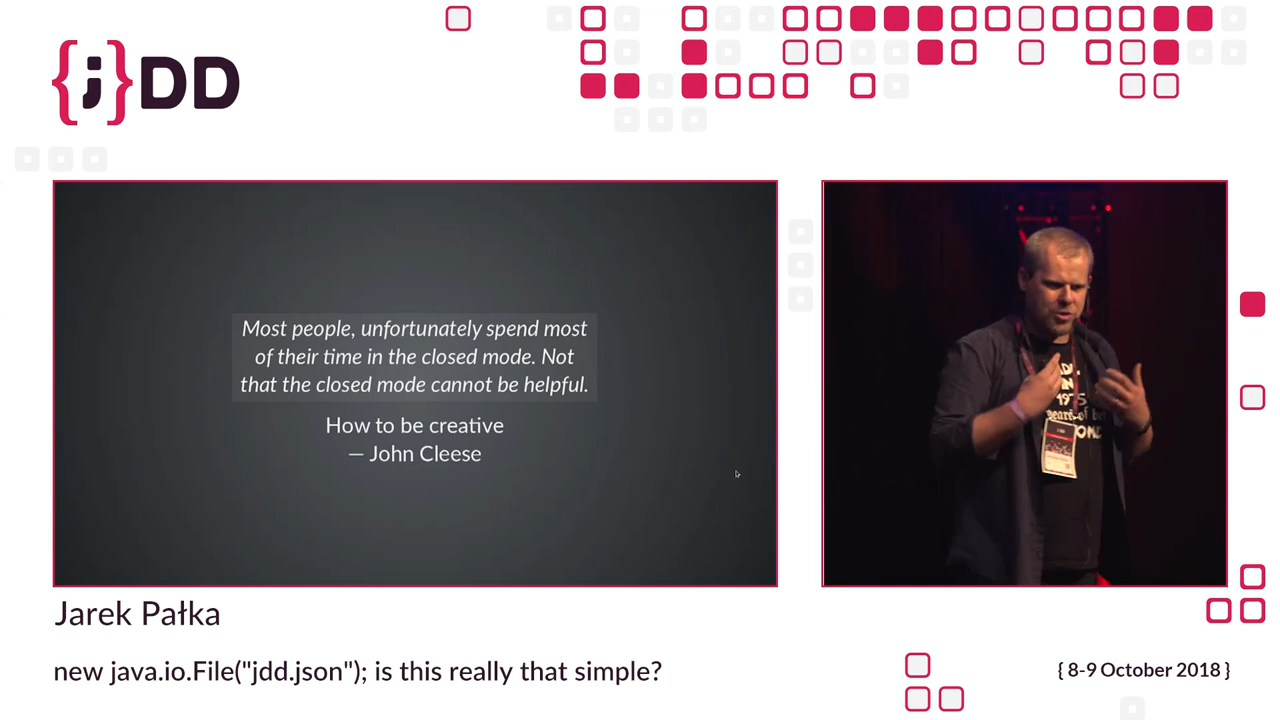 {j}DD
Most people, unfortunately spend most
of their time in the closed mode. Not
that the closed mode cannot be helpful.
How to be creative
— John Cleese
1975
Jarek Pałka
new java.io.File("jdd.json"); is this really that simple?
{ 8-9 October 2018 }